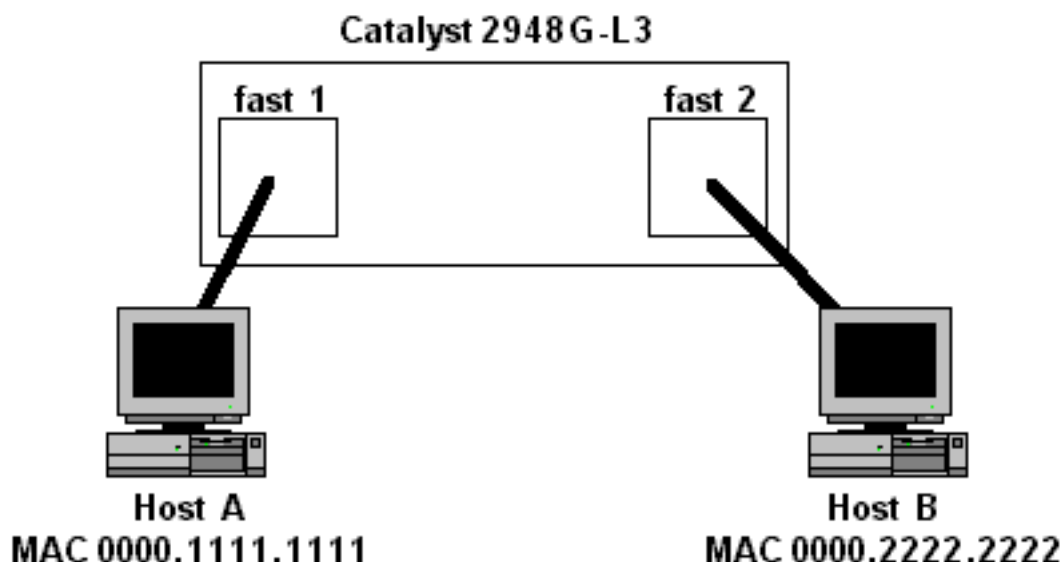 Catalyst 2948G-L3
fast 1
fast 2
Host A
MAC 0000.1111.1111
Host B
MAC 0000.2222.2222